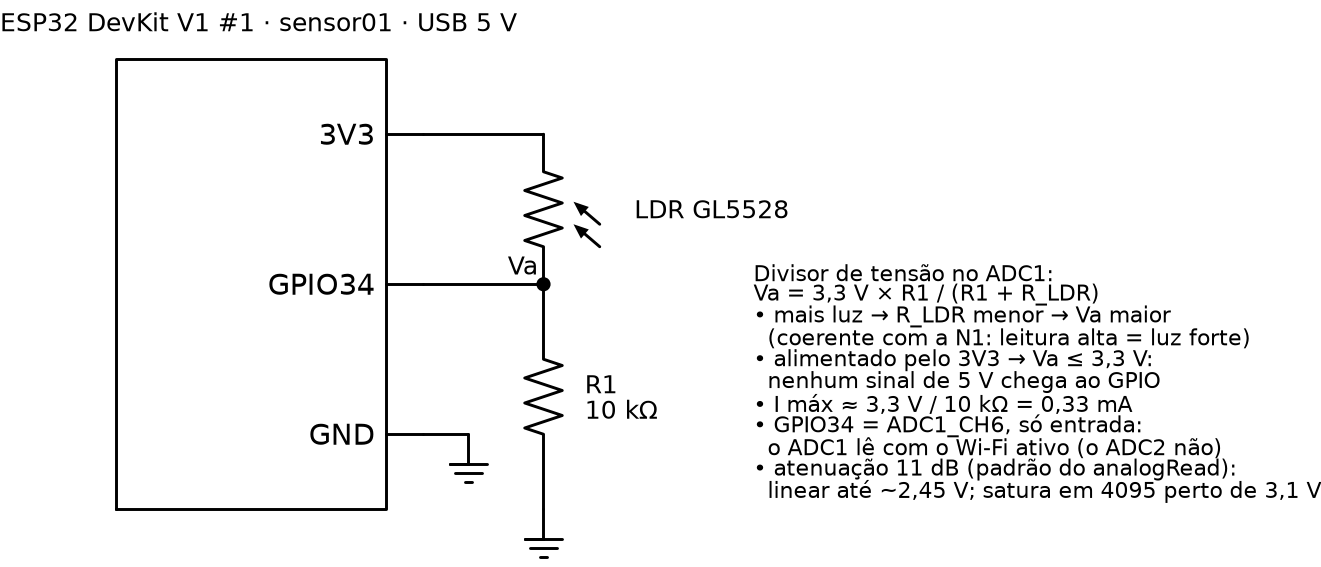 ESP32 DevKit V1 #1 · sensor01 · USB 5 V
3V3
LDR GL5528
Va
GPIO34
Divisor de tensão no ADC1:
Va = 3,3 V × R1 / (R1 + R_LDR)
• mais luz → R_LDR menor → Va maior
(coerente com a N1: leitura alta = luz forte)
• alimentado pelo 3V3 → Va ≤ 3,3 V:
nenhum sinal de 5 V chega ao GPIO
• I máx ≈ 3,3 V / 10 kΩ = 0,33 mA
• GPIO34 = ADC1_CH6, só entrada:
o ADC1 lê com o Wi-Fi ativo (o ADC2 não)
• atenuação 11 dB (padrão do analogRead):
linear até ~2,45 V; satura em 4095 perto de 3,1 V
R1
10 kΩ
GND